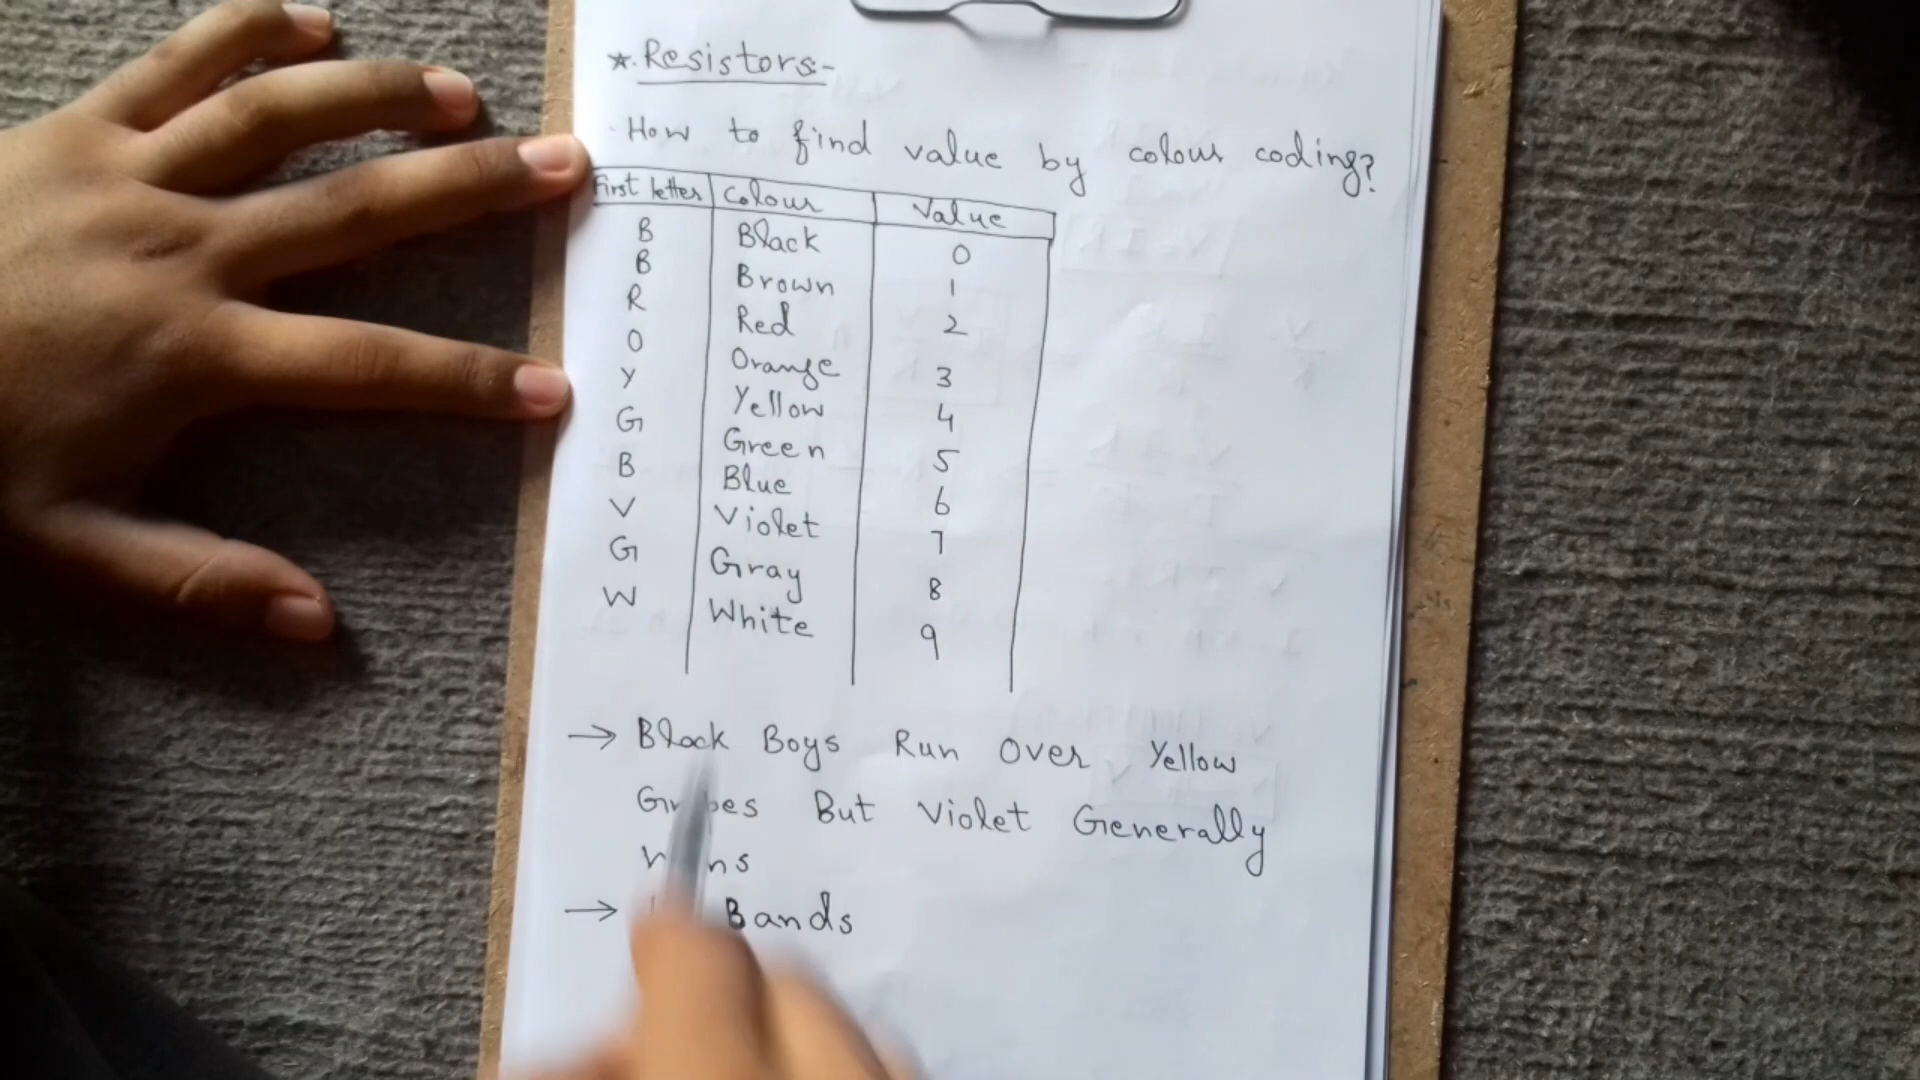 ★. Resistors:-
How to find value by colour coding?
First letter Colour Value
B Black 0
B Brown 1
R Red 2
O Orange 3
Y Yellow 4
G Green 5
B Blue 6
V Violet 7
G Gray 8
W White 9
→ Black Boys Run Over Yellow
But Violet Generally
→ Bands